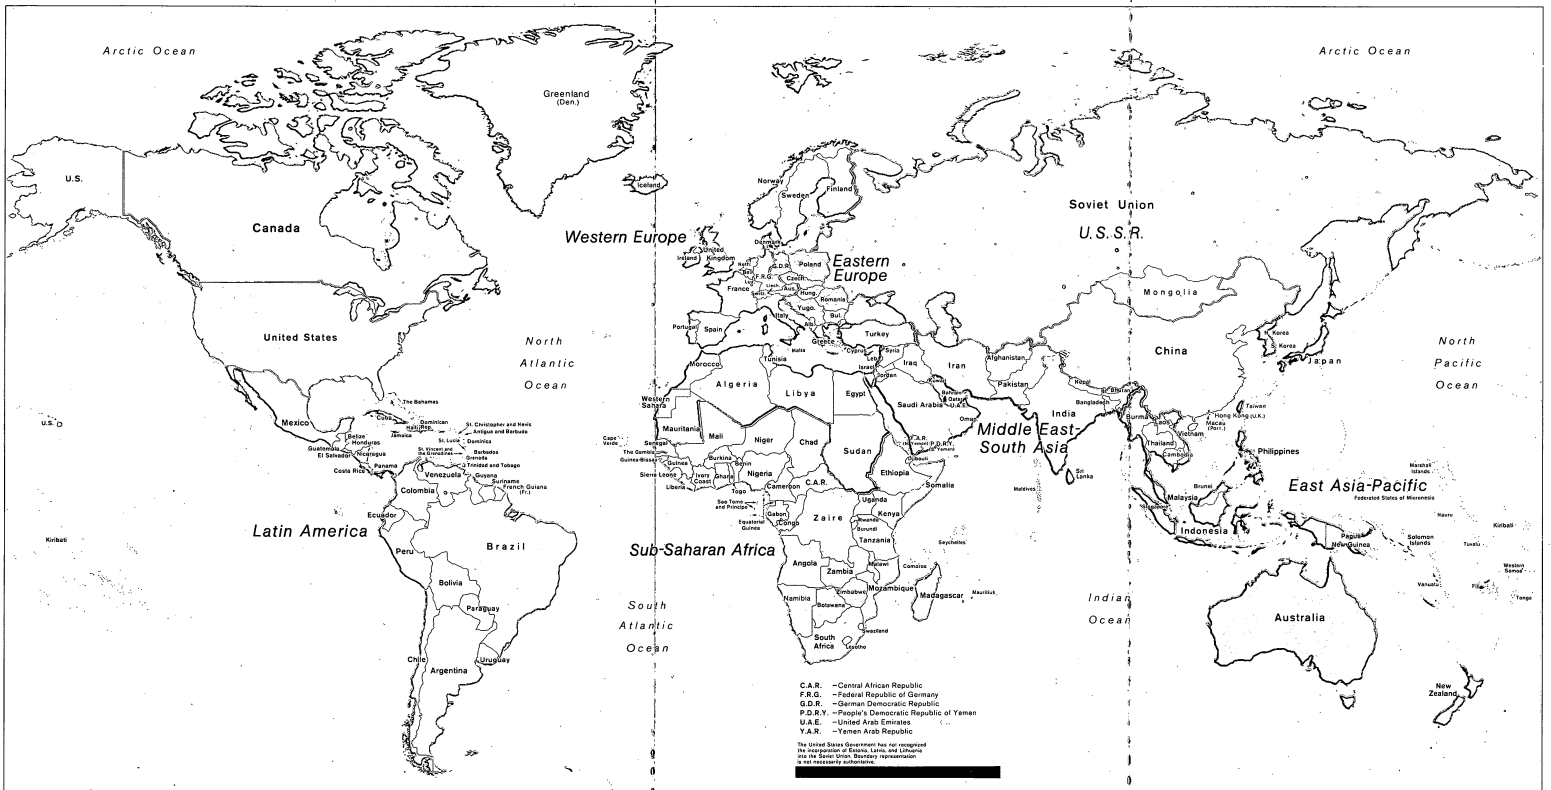 Arctic Ocean
Arctic Ocean
Greenland
(Den.)
U.S.
Iceland
Norway
Sweden
Finland
Soviet Union
U.S.S.R.
Canada
Western Europe
Denmark
United
Kingdom
Ireland
Neth.
Bel.
Lux.
G.D.R.
Poland
Eastern
Europe
F.R.G.
Czech.
Liech.
France
Switz.
Aus.
Hung.
Romania
Yugo.
Italy
Bul.
Alb.
Portugal
Spain
Greece
Turkey
Malta
Cyprus
Syria
Leb.
Israel
Jordan
Iraq
Iran
Afghanistan
Mongolia
N. Korea
S. Korea
Japan
China
United States
North
Atlantic
Ocean
North
Pacific
Ocean
Morocco
Tunisia
Algeria
Libya
Egypt
Western
Sahara
Kuwait
Bahrain
Qatar
U.A.E.
Saudi Arabia
Oman
Pakistan
Nepal
Bhutan
Bangladesh
India
Burma
Laos
Taiwan
Hong Kong (U.K.)
Macau
(Port.)
Vietnam
Thailand
Cambodia
Philippines
U.S.
Mexico
The Bahamas
Cuba
Haiti
Dominican
Rep.
Jamaica
St. Christopher and Nevis
Antigua and Barbuda
Dominica
St. Lucia
St. Vincent and
the Grenadines
Barbados
Grenada
Trinidad and Tobago
Belize
Honduras
Guatemala
El Salvador
Nicaragua
Costa Rica
Panama
Venezuela
Guyana
Suriname
French Guiana
(Fr.)
Colombia
Ecuador
Latin America
Peru
Brazil
Bolivia
Paraguay
Chile
Argentina
Uruguay
Kiribati
Cape
Verde
Mauritania
Mali
Niger
Chad
Sudan
Y.A.R.
(N. Yemen)
P.D.R.Y.
(S. Yemen)
Djibouti
Middle East-
South Asia
Senegal
The Gambia
Guinea-Bissau
Guinea
Sierra Leone
Liberia
Ivory
Coast
Burkina
Ghana
Togo
Benin
Nigeria
Cameroon
C.A.R.
Ethiopia
Somalia
Sao Tome
and Principe
Equatorial
Guinea
Gabon
Congo
Zaire
Uganda
Kenya
Rwanda
Burundi
Tanzania
Sub-Saharan Africa
Angola
Zambia
Malawi
Mozambique
Zimbabwe
Namibia
Botswana
South
Africa
Swaziland
Lesotho
Madagascar
Comoros
Seychelles
Mauritius
Maldives
Sri
Lanka
Brunei
Malaysia
Singapore
Indonesia
East Asia-Pacific
Marshall
Islands
Federated States of Micronesia
Nauru
Kiribati
Papua
New Guinea
Solomon
Islands
Tuvalu
Western
Samoa
Vanuatu
Fiji
Tonga
South
Atlantic
Ocean
Indian
Ocean
Australia
New
Zealand
C.A.R. –Central African Republic
F.R.G. –Federal Republic of Germany
G.D.R. –German Democratic Republic
P.D.R.Y. –People's Democratic Republic of Yemen
U.A.E. –United Arab Emirates
Y.A.R. –Yemen Arab Republic
The United States Government has not recognized
the incorporation of Estonia, Latvia, and Lithuania
into the Soviet Union. Boundary representation
is not necessarily authoritative.